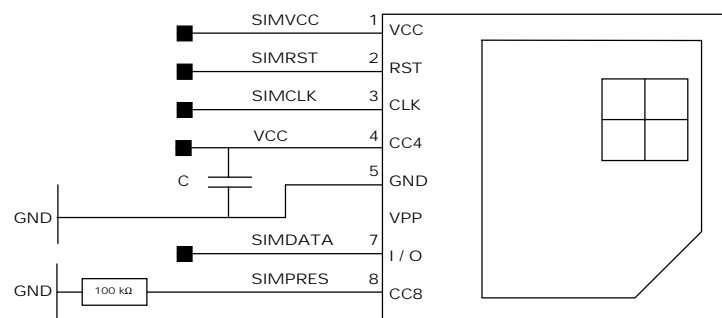 SIMVCC 1 VCC
SIMRST 2 RST
SIMCLK 3 CLK
VCC 4 CC4
C 5 GND
GND VPP
SIMDATA 7 I / O
GND 100 kΩ SIMPRES 8 CC8